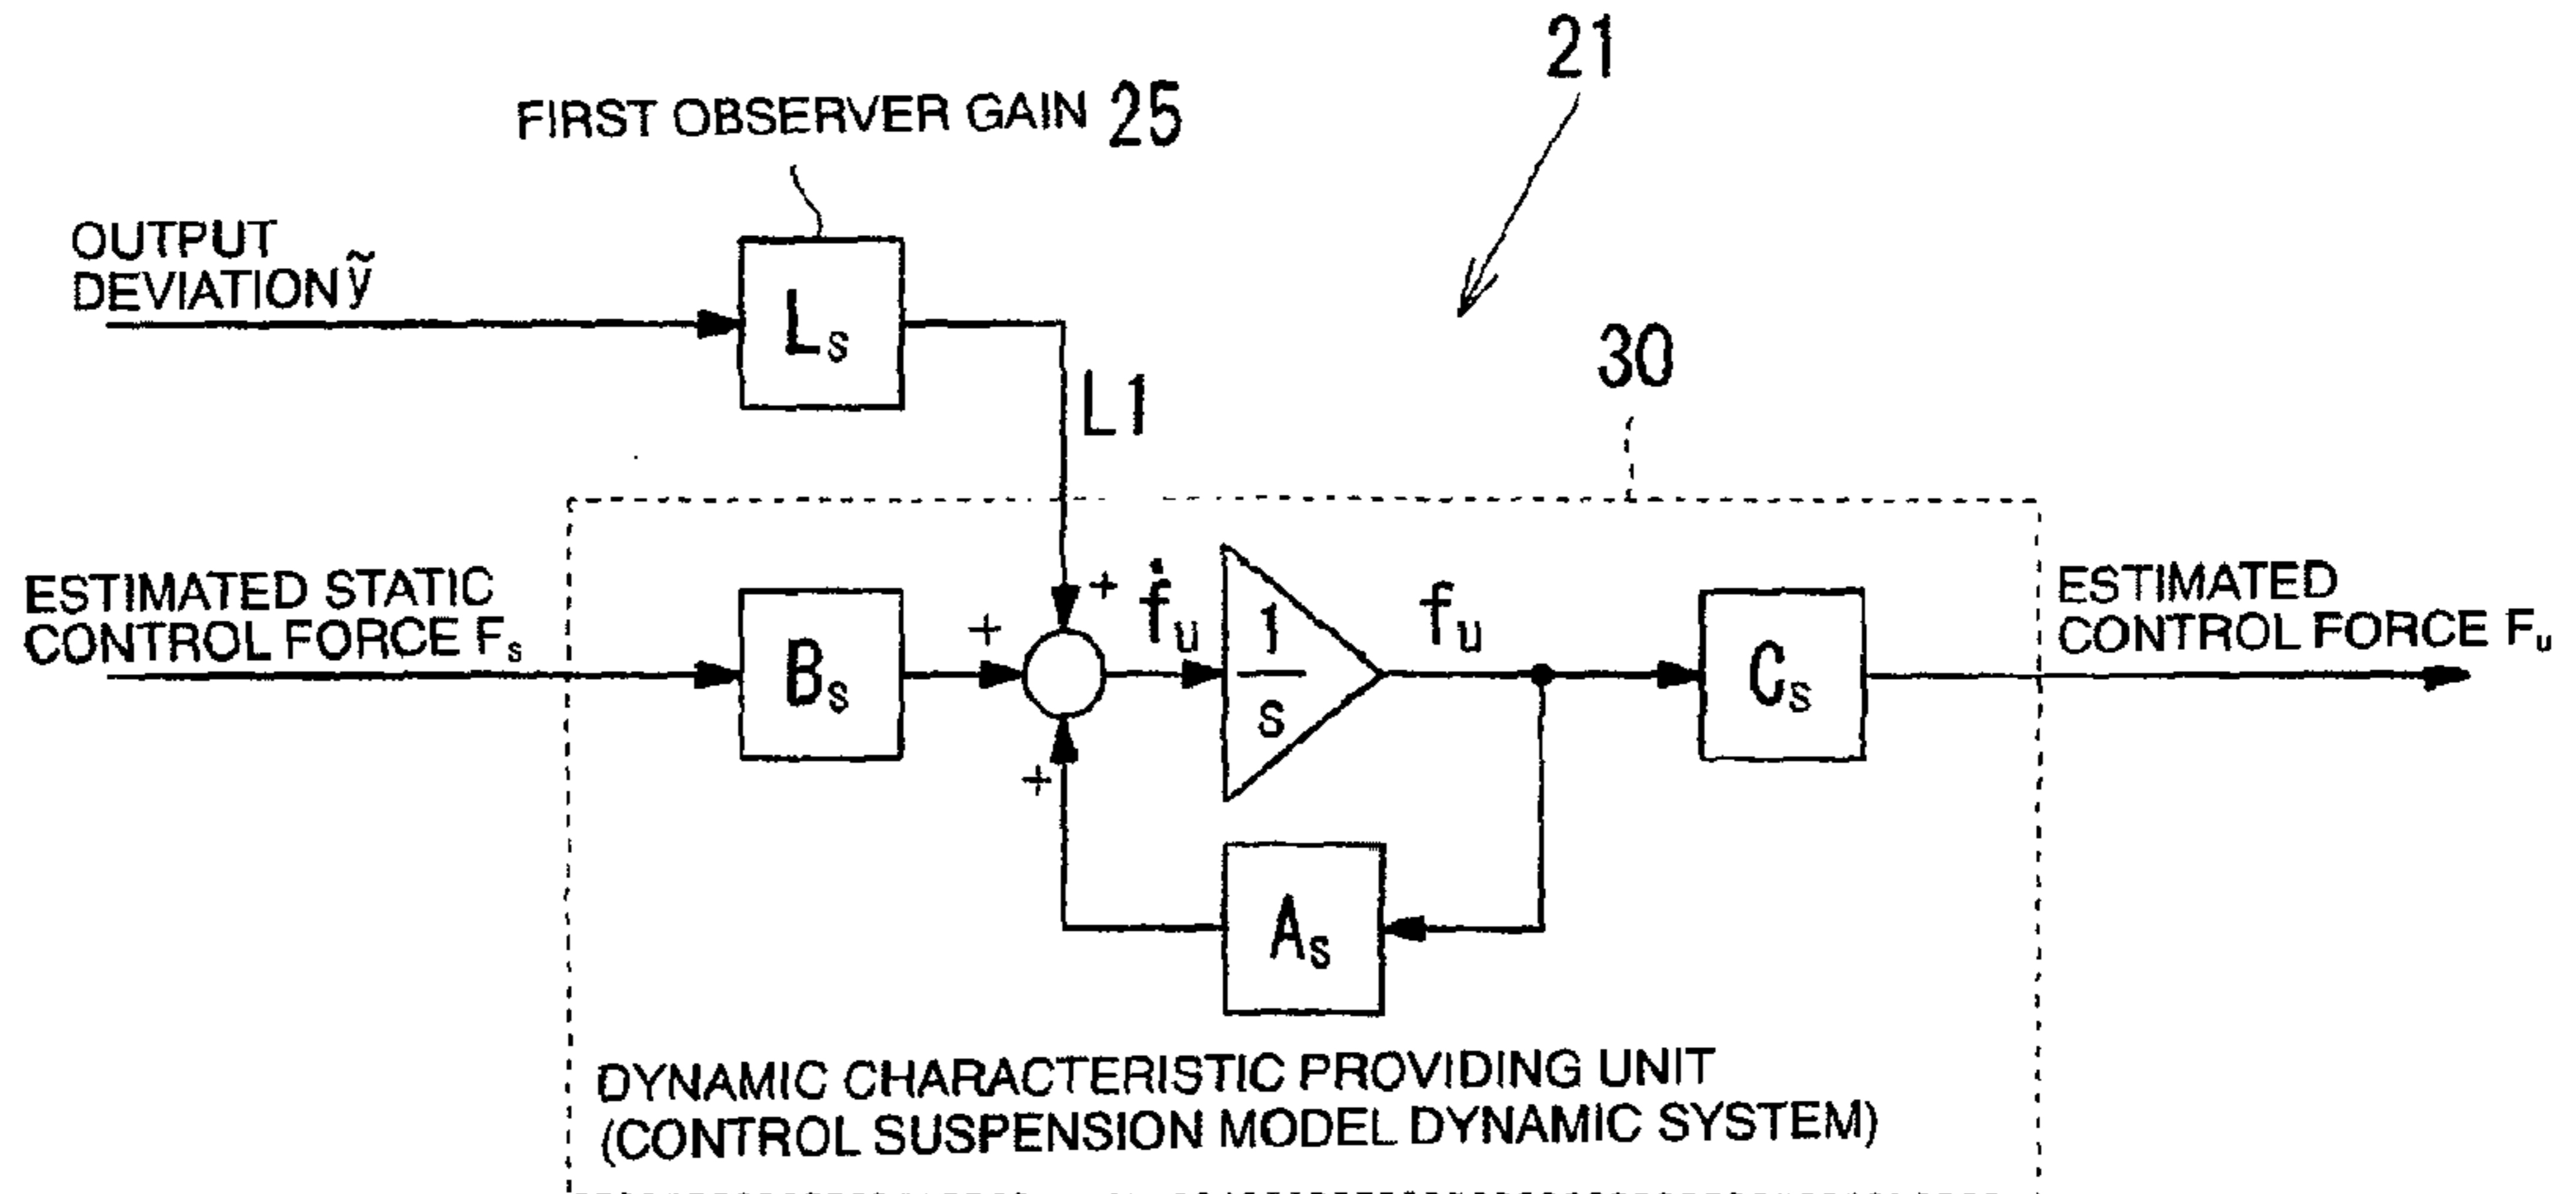 21
FIRST OBSERVER GAIN 25
OUTPUT
DEVIATION ỹ
Ls
L1
30
ESTIMATED STATIC
CONTROL FORCE Fs
Bs
+
+
+
ḟu
1
s
fu
Cs
ESTIMATED
CONTROL FORCE Fu
As
DYNAMIC CHARACTERISTIC PROVIDING UNIT
(CONTROL SUSPENSION MODEL DYNAMIC SYSTEM)